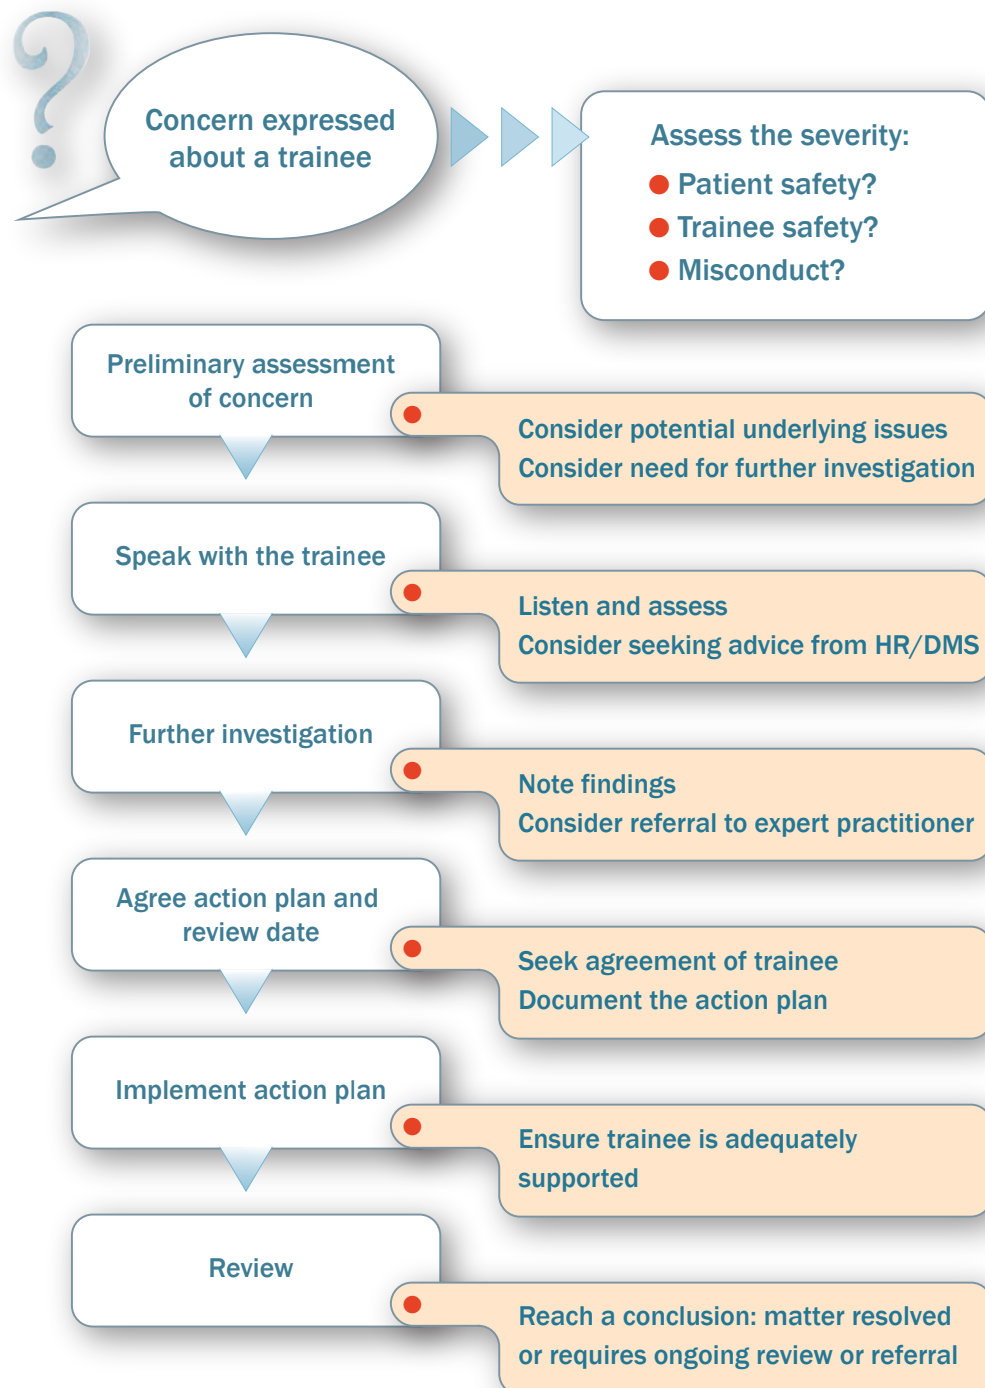 ?
Concern expressed
about a trainee
Assess the severity:
Patient safety?
Trainee safety?
Misconduct?
Preliminary assessment
of concern
Consider potential underlying issues
Consider need for further investigation
Speak with the trainee
Listen and assess
Consider seeking advice from HR/DMS
Further investigation
Note findings
Consider referral to expert practitioner
Agree action plan and
review date
Seek agreement of trainee
Document the action plan
Implement action plan
Ensure trainee is adequately
supported
Review
Reach a conclusion: matter resolved
or requires ongoing review or referral